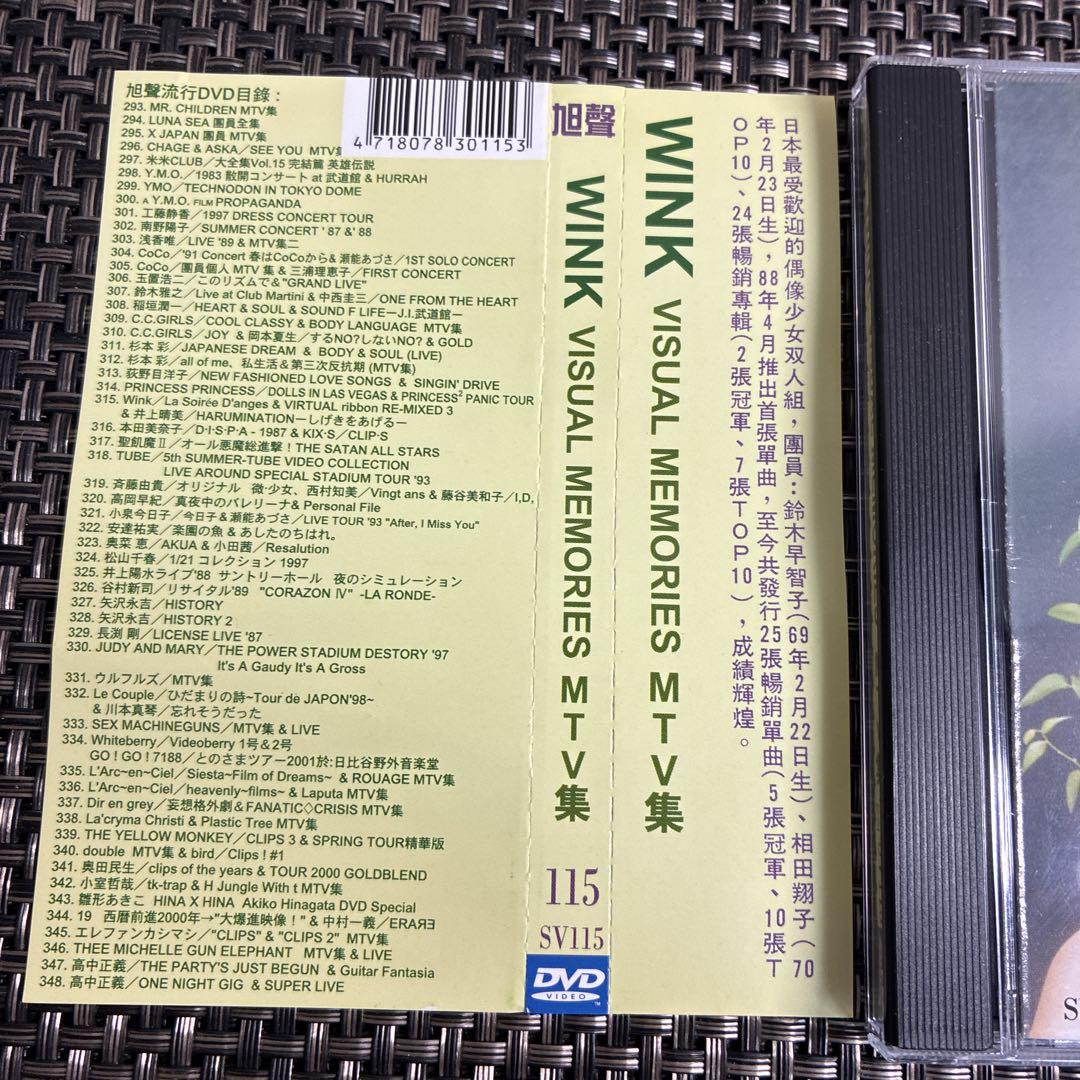 旭聲流行DVD目錄：
293. MR. CHILDREN MTV集
294. LUNA SEA 團員全集
295. X JAPAN 團員 MTV集
296. CHAGE & ASKA／SEE YOU MTV集
297. 米米CLUB／大全集Vol.15 完結篇 英雄伝説
298. Y.M.O.／1983 散開コンサート at 武道館 & HURRAH
299. YMO／TECHNODON IN TOKYO DOME
300. A Y.M.O. FILM PROPAGANDA
301. 工藤静香／1997 DRESS CONCERT TOUR
302. 南野陽子／SUMMER CONCERT ' 87 &' 88
303. 浅香唯／LIVE '89 & MTV集二
304. CoCo／'91 Concert 春はCoCoから& 瀬能あづさ／1ST SOLO CONCERT
305. CoCo／團員個人 MTV 集 & 三浦理恵子／FIRST CONCERT
306. 玉置浩二／このリズムで＆"GRAND LIVE"
307. 鈴木雅之／Live at Club Martini & 中西圭三／ONE FROM THE HEART
308. 稲垣潤一／HEART & SOUL & SOUND F LIFEーJ.I.武道館ー
309. C.C.GIRLS／COOL CLASSY & BODY LANGUAGE MTV集
310. C.C.GIRLS／JOY & 岡本夏生／するNO?しないNO? & GOLD
311. 杉本 彩／JAPANESE DREAM & BODY & SOUL (LIVE)
312. 杉本 彩／all of me、私生活＆第三次反抗期 (MTV集)
313. 荻野目洋子／NEW FASHIONED LOVE SONGS & SINGIN' DRIVE
314. PRINCESS PRINCESS／DOLLS IN LAS VEGAS & PRINCESS² PANIC TOUR
315. Wink／La Soirée D'anges & VIRTUAL ribbon RE-MIXED 3
& 井上晴美／HARUMINATIONーしげきをあげるー
316. 本田美奈子／D·I·S·P·A - 1987 & KIX·S／CLIP·S
317. 聖飢魔Ⅱ／オール悪魔総進撃！THE SATAN ALL STARS
318. TUBE／5th SUMMER-TUBE VIDEO COLLECTION
LIVE AROUND SPECIAL STADIUM TOUR '93
319. 斉藤由貴／オリジナル 微·少女、西村知美／Vingt ans & 藤谷美和子／I,D,
320. 高岡早紀／真夜中のバレリーナ& Personal File
321. 小泉今日子／今日子＆瀬能あづさ／LIVE TOUR '93 "After, I Miss You"
322. 安達祐実／楽園の魚 & あしたのちはれ。
323. 奥菜 恵／AKUA & 小田茜／Resalution
324. 松山千春／1/21 コレクション 1997
325. 井上陽水ライブ'88 サントリーホール 夜のシミュレーション
326. 谷村新司／リサイタル'89 "CORAZON Ⅳ" -LA RONDE-
327. 矢沢永吉／HISTORY
328. 矢沢永吉／HISTORY 2
329. 長渕 剛／LICENSE LIVE '87
330. JUDY AND MARY／THE POWER STADIUM DESTORY '97
It's A Gaudy It's A Gross
331. ウルフルズ／MTV集
332. Le Couple／ひだまりの詩~Tour de JAPON'98~
& 川本真琴／忘れそうだった
333. SEX MACHINEGUNS／MTV集 & LIVE
334. Whiteberry／Videoberry 1号＆2号
GO！GO！7188／とのさまツアー2001於:日比谷野外音楽堂
335. L'Arc~en~Ciel／Siesta~Film of Dreams~ & ROUAGE MTV集
336. L'Arc~en~Ciel／heavenly~films~ & Laputa MTV集
337. Dir en grey／妄想格外劇＆FANATIC◇CRISIS MTV集
338. La'cryma Christi & Plastic Tree MTV集
339. THE YELLOW MONKEY／CLIPS 3 & SPRING TOUR精華版
340. double MTV集 & bird／Clips ! #1
341. 奥田民生／clips of the years & TOUR 2000 GOLDBLEND
342. 小室哲哉／tk-trap & H Jungle With t MTV集
343. 雛形あきこ HINA X HINA Akiko Hinagata DVD Special
344. 19 西暦前進2000年→"大爆進映像！" & 中村一義／ERAЯヨ
345. エレファンカシマシ／"CLIPS" & "CLIPS 2" MTV集
346. THEE MICHELLE GUN ELEPHANT MTV集 & LIVE
347. 高中正義／THE PARTY'S JUST BEGUN & Guitar Fantasia
348. 高中正義／ONE NIGHT GIG & SUPER LIVE
4 718078 301153
旭聲
WINK VISUAL MEMORIES MTV集
115
SV115
DVD
VIDEO
WINK VISUAL MEMORIES MTV集
日本最受歡迎的偶像少女双人組，團員：鈴木早智子(69年2月22日生)、相田翔子(70
年2月23日生)，88年4月推出首張單曲，至今共發行25張暢銷單曲(5張冠軍、10張T
OP10)、24張暢銷專輯(2張冠軍、7張TOP10)，成績輝煌。
S